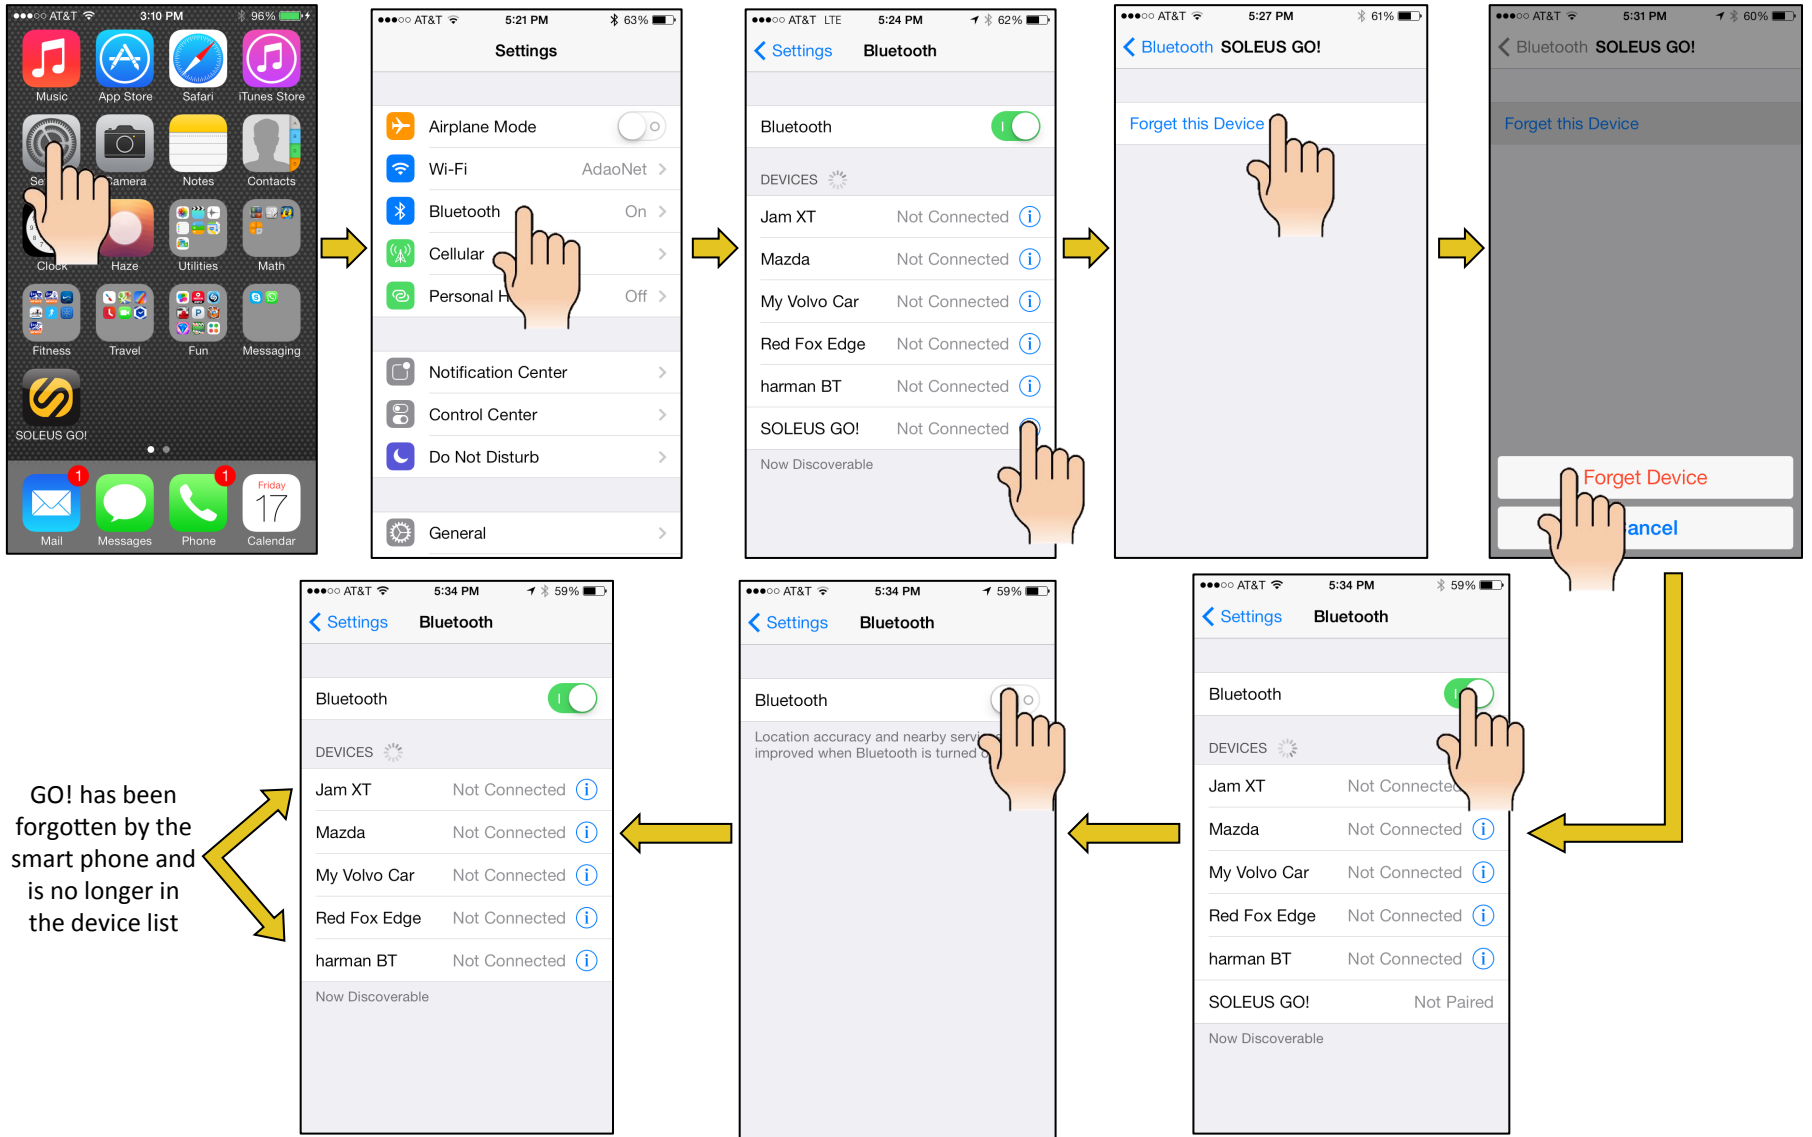 AT&T 3:10 PM 96%
Music App Store Safari iTunes Store
Camera Notes Contacts
Clock Haze Utilities Math
Fitness Travel Fun Messaging
SOLEUS GO!
1 1 Friday
17
Mail Messages Phone Calendar
AT&T 5:21 PM 63%
Settings
Airplane Mode
Wi-Fi AdaoNet
Bluetooth On
Cellular
Personal H Off
Notification Center
Control Center
Do Not Disturb
General
AT&T LTE 5:24 PM 62%
Settings Bluetooth
Bluetooth
DEVICES
Jam XT Not Connected i
Mazda Not Connected i
My Volvo Car Not Connected i
Red Fox Edge Not Connected i
harman BT Not Connected i
SOLEUS GO! Not Connected
Now Discoverable
AT&T 5:27 PM 61%
Bluetooth SOLEUS GO!
Forget this Device
AT&T 5:31 PM 60%
Bluetooth SOLEUS GO!
Forget this Device
Forget Device
ancel
AT&T 5:34 PM 59%
Settings Bluetooth
Bluetooth
DEVICES
Jam XT Not Connecte
Mazda Not Connected i
My Volvo Car Not Connected i
Red Fox Edge Not Connected i
harman BT Not Connected i
SOLEUS GO! Not Paired
Now Discoverable
AT&T 5:34 PM 59%
Settings Bluetooth
Bluetooth
Location accuracy and nearby servi
improved when Bluetooth is turned
AT&T 5:34 PM 59%
Settings Bluetooth
Bluetooth
DEVICES
Jam XT Not Connected i
Mazda Not Connected i
My Volvo Car Not Connected i
Red Fox Edge Not Connected i
harman BT Not Connected i
Now Discoverable
GO! has been
forgotten by the
smart phone and
is no longer in
the device list